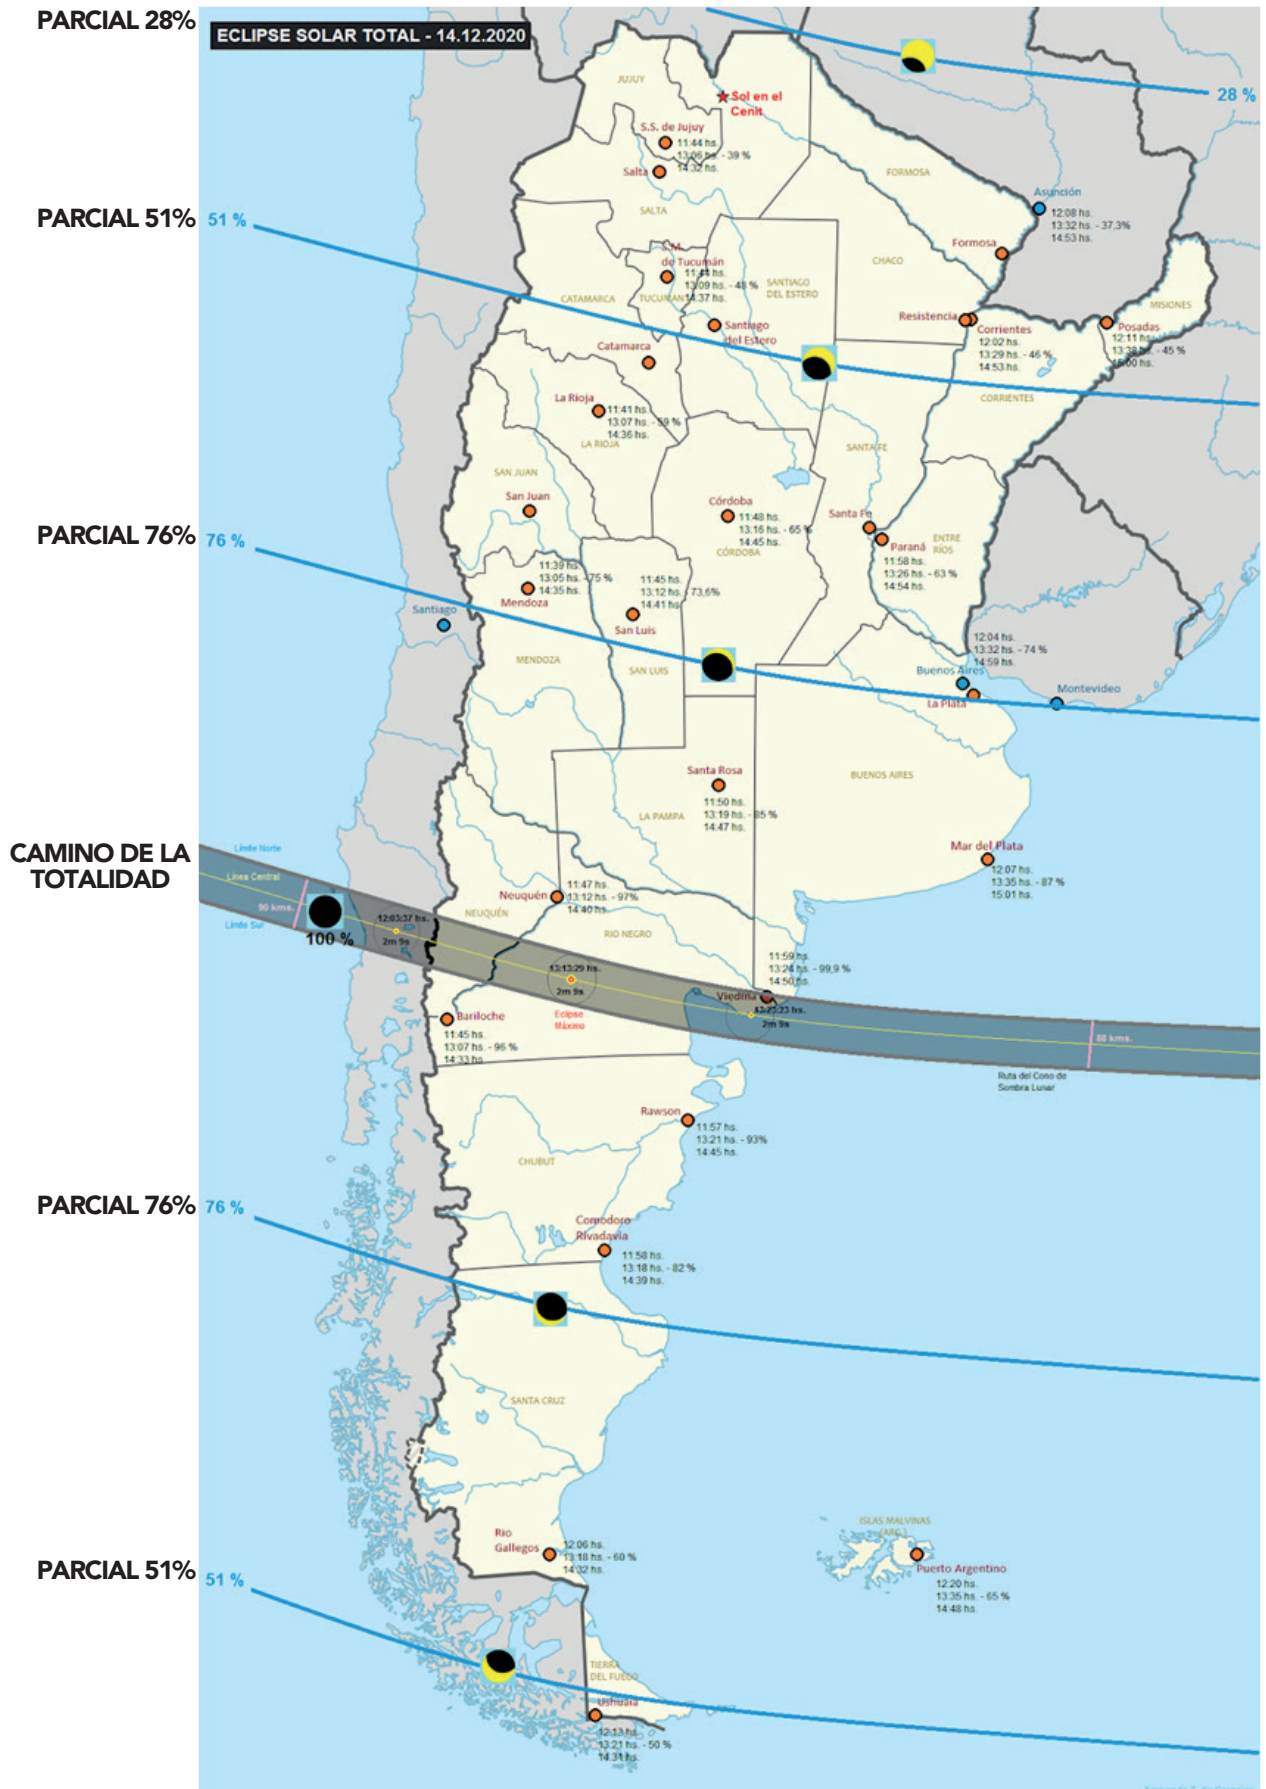 PARCIAL 28%
ECLIPSE SOLAR TOTAL - 14.12.2020
28 %
JUJUY
Sol en el
Cenit
S.S. de Jujuy
11:44 hs.
13:06 hs. - 39 %
14:32 hs.
Salta
FORMOSA
Asunción
12:08 hs.
13:32 hs. - 37,3%
14:53 hs.
SALTA
PARCIAL 51%
51 %
Formosa
S.M.
de Tucumán
11:44 hs.
13:09 hs. - 48 %
14:37 hs.
CHACO
SANTIAGO
DEL ESTERO
CATAMARCA
TUCUMAN
MISIONES
Resistencia
Corrientes
12:02 hs.
13:29 hs. - 46 %
14:53 hs.
Posadas
12:11 hs.
13:38 hs. - 45 %
15:00 hs.
Santiago
del Estero
Catamarca
CORRIENTES
La Rioja
11:41 hs.
13:07 hs. - 59 %
14:36 hs.
LA RIOJA
SANTA FE
SAN JUAN
San Juan
Córdoba
11:48 hs.
13:16 hs. - 65 %
14:45 hs.
CÓRDOBA
Santa Fe
PARCIAL 76%
76 %
Paraná
11:58 hs.
13:26 hs. - 63 %
14:54 hs.
ENTRE
RÍOS
11:39 hs.
13:05 hs. - 75 %
14:35 hs.
Mendoza
11:45 hs.
13:12 hs. - 73,6%
14:41 hs.
San Luis
Santiago
12:04 hs.
13:32 hs. - 74 %
14:59 hs.
MENDOZA
SAN LUIS
Buenos Aires
La Plata
Montevideo
Santa Rosa
11:50 hs.
13:19 hs. - 85 %
14:47 hs.
BUENOS AIRES
LA PAMPA
Mar del Plata
12:07 hs.
13:35 hs. - 87 %
15:01 hs.
CAMINO DE LA
TOTALIDAD
Límite Norte
Línea Central
90 kms.
Límite Sur
100 %
Neuquén
11:47 hs.
13:12 hs. - 97%
14:40 hs.
NEUQUÉN
12:03:37 hs.
2m 9s
RIO NEGRO
13:13:29 hs.
2m 9s
Eclipse
Máximo
11:59 hs.
13:24 hs. - 99,9 %
14:50 hs.
Viedma
13:23:23 hs.
2m 9s
88 kms.
Ruta del Cono de
Sombra Lunar
Bariloche
11:45 hs.
13:07 hs. - 96 %
14:33 hs.
Rawson
11:57 hs.
13:21 hs. - 93%
14:45 hs.
CHUBUT
PARCIAL 76%
76 %
Comodoro
Rivadavia
11:58 hs.
13.18 hs. - 82 %
14:39 hs.
SANTA CRUZ
Rio
Gallegos
12:06 hs.
13:18 hs. - 60 %
14:32 hs.
ISLAS MALVINAS
(ARG.)
Puerto Argentino
12:20 hs.
13:35 hs. - 65 %
14:48 hs.
PARCIAL 51%
51 %
TIERRA
DEL FUEGO
Ushuaia
12:13 hs.
13:21 hs. - 50 %
14:31 hs.